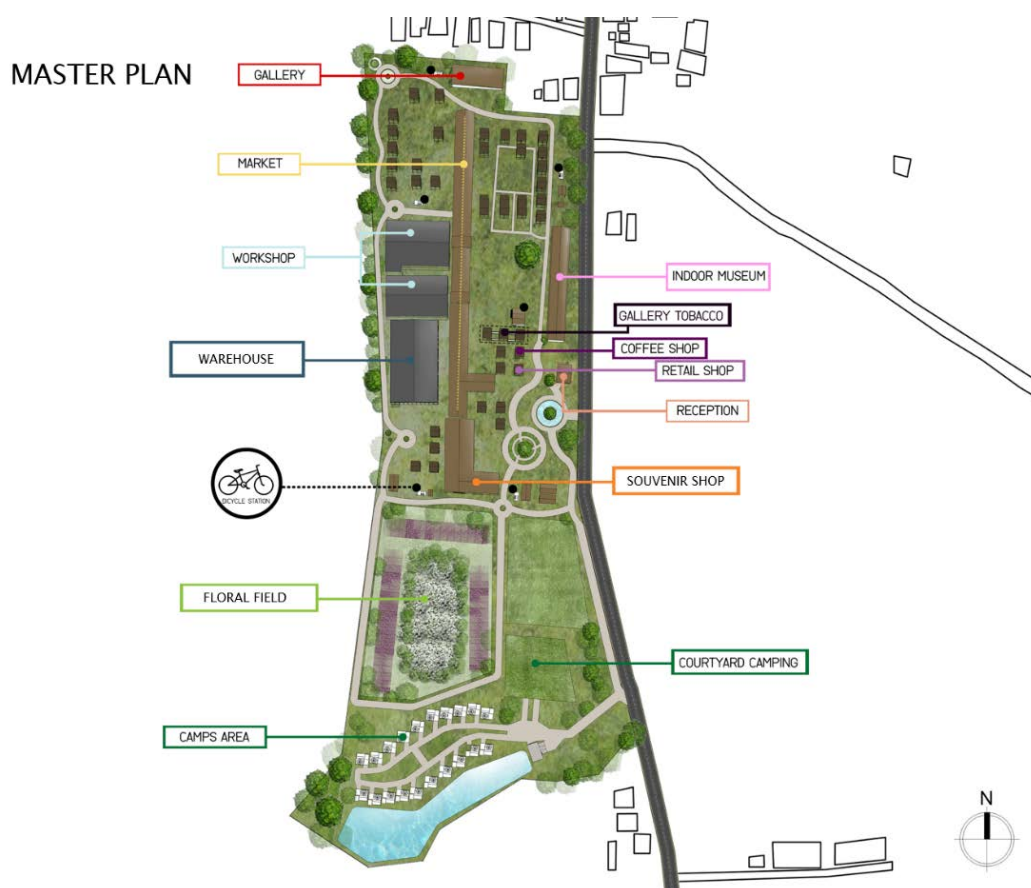 MASTER PLAN
GALLERY
MARKET
WORKSHOP
INDOOR MUSEUM
GALLERY TOBACCO
COFFEE SHOP
WAREHOUSE
RETAIL SHOP
RECEPTION
SOUVENIR SHOP
BICYCLE STATION
FLORAL FIELD
COURTYARD CAMPING
CAMPS AREA
N